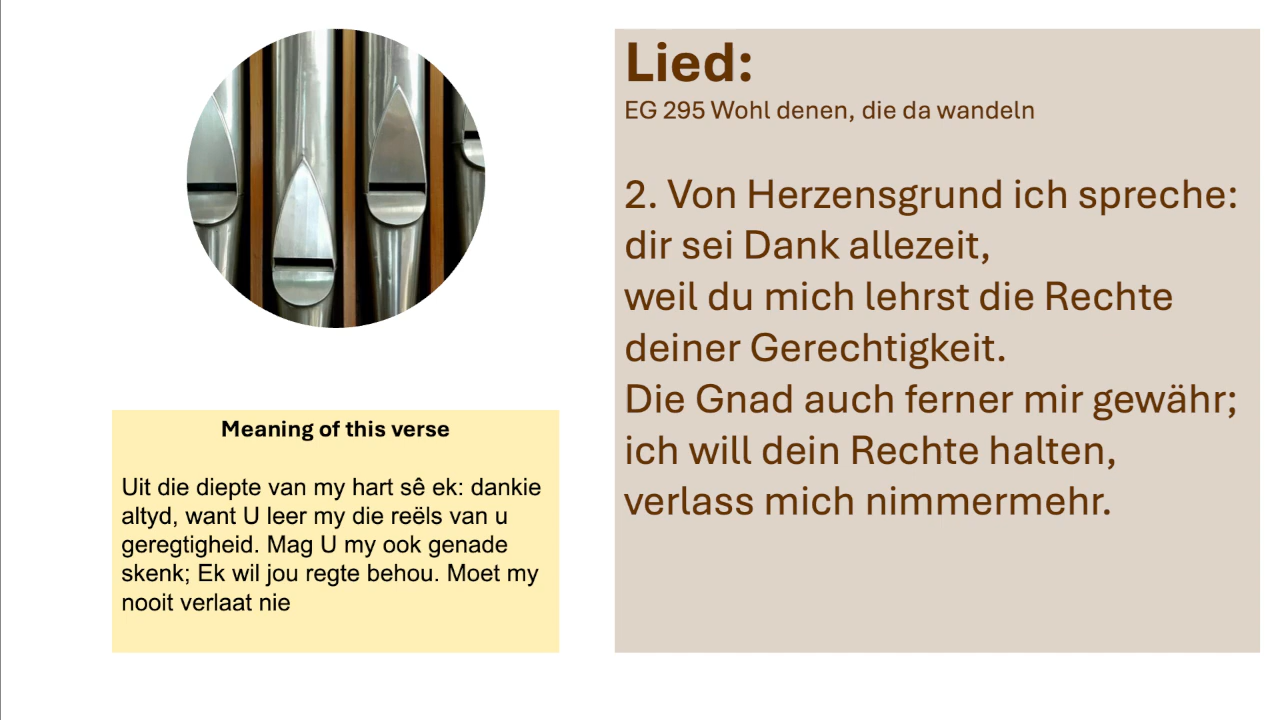 Lied:
EG 295 Wohl denen, die da wandeln
2. Von Herzensgrund ich spreche:
dir sei Dank allezeit,
weil du mich lehrst die Rechte
deiner Gerechtigkeit.
Die Gnad auch ferner mir gewähr;
ich will dein Rechte halten,
verlass mich nimmermehr.
Meaning of this verse
Uit die diepte van my hart sê ek: dankie
altyd, want U leer my die reëls van u
geregtigheid. Mag U my ook genade
skenk; Ek wil jou regte behou. Moet my
nooit verlaat nie